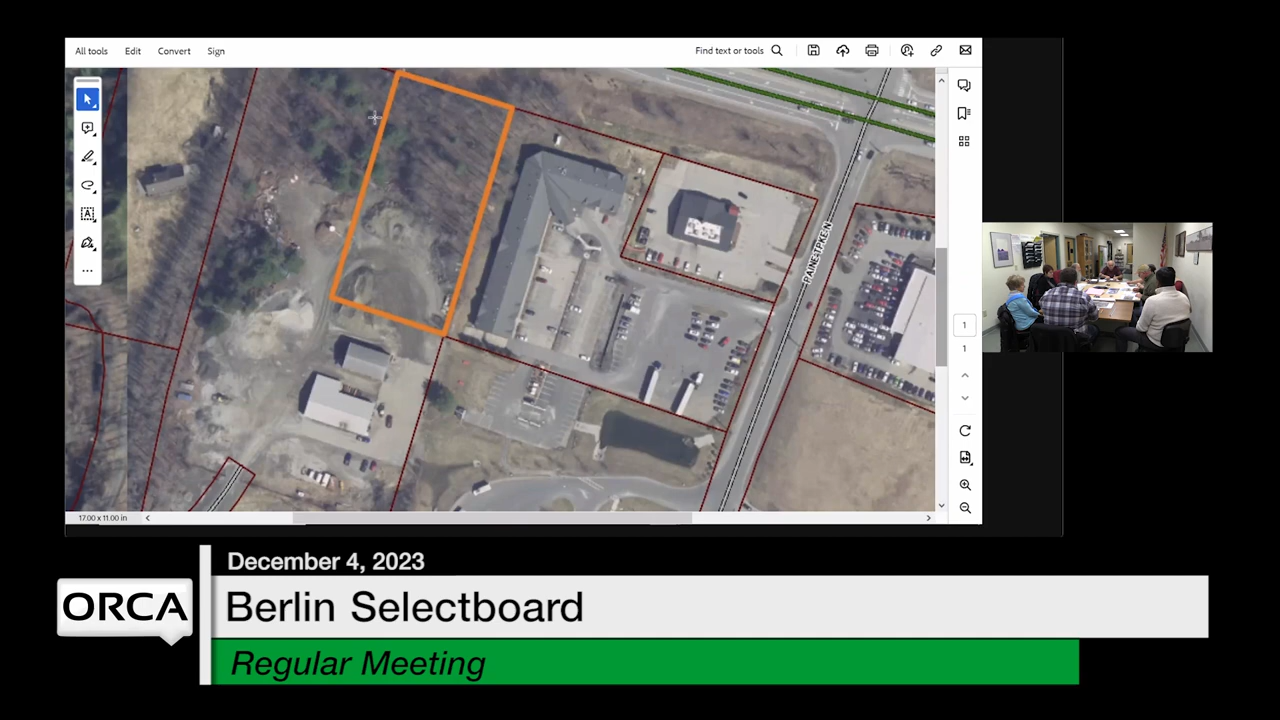 All tools Edit Convert Sign Find text or tools
PAINE TPKE N
1
1
17.00 x 11.00 in
December 4, 2023
ORCA
Berlin Selectboard
Regular Meeting